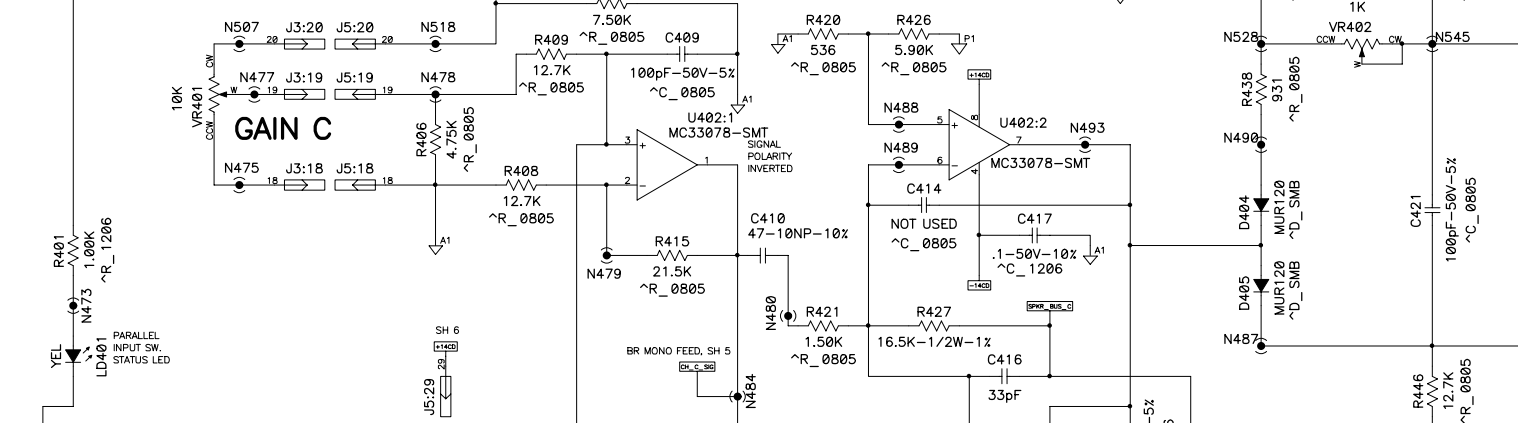 N507
J3:20
J5:20
N518
20
20
CW
7.50K
^R_0805
R409
12.7K
^R_0805
C409
100pF-50V-5%
^C_0805
A1
10K
VR401
W
N477
J3:19
J5:19
N478
19
19
CCW
GAIN C
R406
4.75K
^R_0805
N475
J3:18
J5:18
18
18
A1
R408
12.7K
^R_0805
U402:1
MC33078-SMT
SIGNAL
POLARITY
INVERTED
3
+
1
2
-
N479
R415
21.5K
^R_0805
C410
47-10NP-10%
N480
R401
1.00K
^R_1206
N473
YEL
LD401
PARALLEL
INPUT SW.
STATUS LED
SH 6
+14CD
29
J5:29
BR MONO FEED, SH 5
CH_C_SIG
N484
R420
536
^R_0805
A1
R426
5.90K
^R_0805
P1
+14CD
N488
5
+
8
U402:2
7
N493
N489
6
-
4
MC33078-SMT
C414
NOT USED
^C_0805
C417
.1-50V-10%
^C_1206
A1
-14CD
SPKR_BUS_C
R421
1.50K
^R_0805
R427
16.5K-1/2W-1%
C416
33pF
-5%
1K
VR402
N528
CCW
CW
N545
W
R438
931
^R_0805
N490
D404
MUR120
^D_SMB
D405
MUR120
^D_SMB
N487
C421
100pF-50V-5%
^C_0805
R446
12.7K
^R_0805